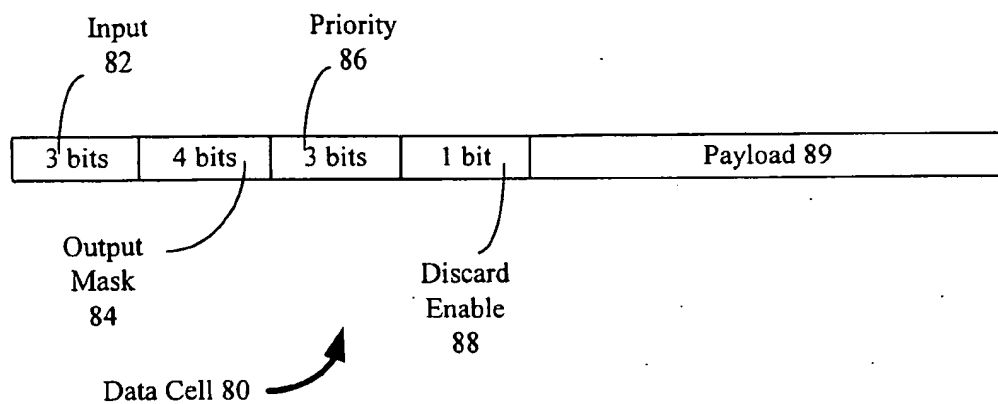 Input
82
Priority
86
3 bits
4 bits
3 bits
1 bit
Payload 89
Output
Mask
84
Discard
Enable
88
Data Cell 80